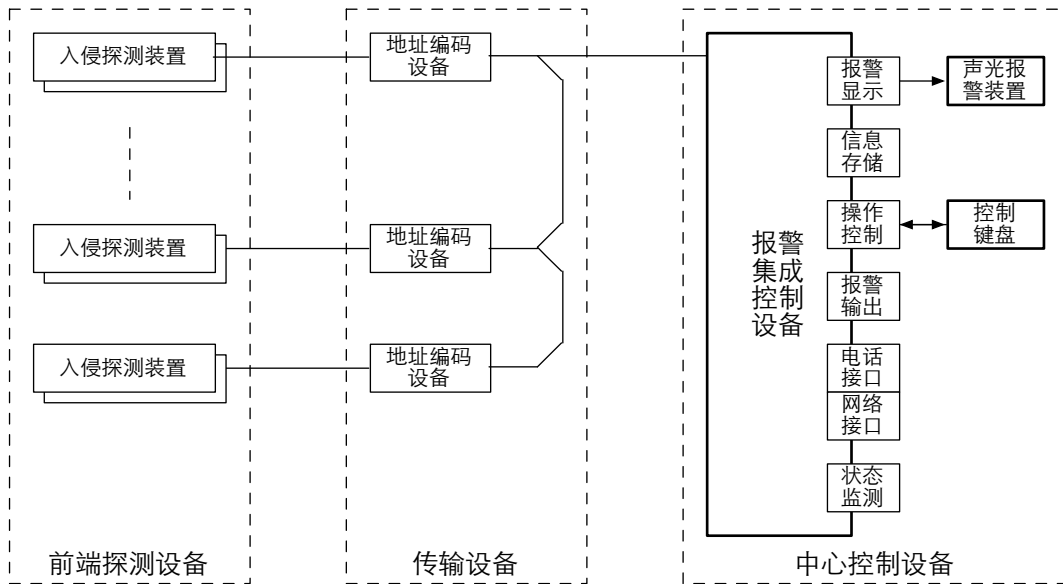 入侵探测装置
地址编码
设备
报警
显示
声光报
警装置
信息
存储
入侵探测装置
地址编码
设备
操作
控制
控制
键盘
报警
集成
控制
设备
报警
输出
入侵探测装置
地址编码
设备
电话
接口
网络
接口
状态
监测
前端探测设备
传输设备
中心控制设备